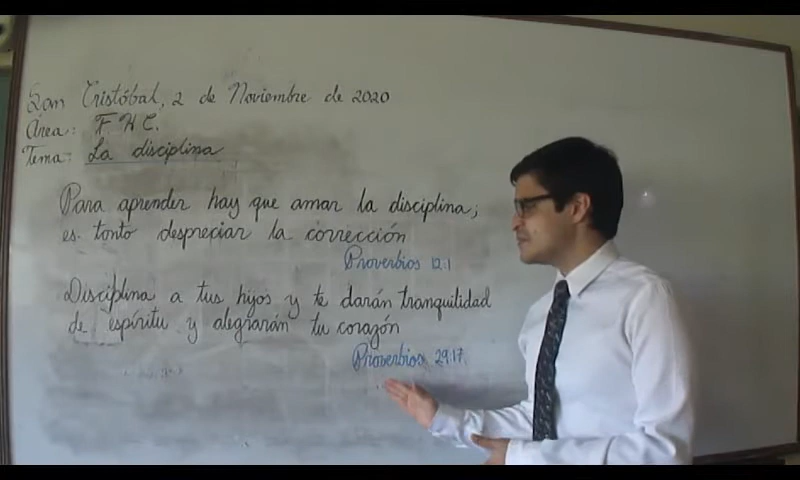 San Cristóbal, 2 de Noviembre de 2020
Área: F H C.
Tema: La disciplina
Para aprender hay que amar la disciplina;
es tonto despreciar la corrección
Proverbios 12:1
Disciplina a tus hijos y te darán tranquilidad
de espíritu y alegrarán tu corazón
Proverbios 29:17.